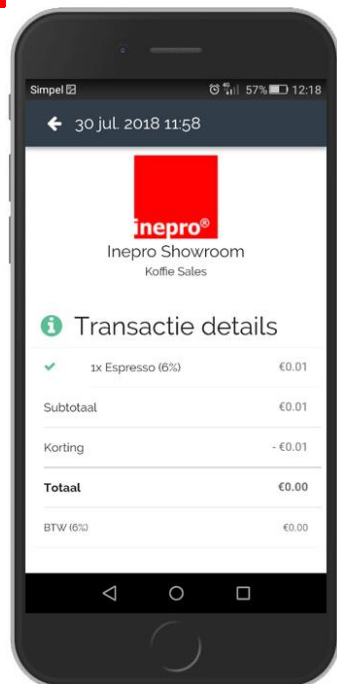 Simpel 4G 57% 12:18
30 jul. 2018 11:58
inepro®
Inepro Showroom
Koffie Sales
Transactie details
1x Espresso (6%) €0.01
Subtotaal €0.01
Korting - €0.01
Totaal €0.00
BTW (6%) €0.00